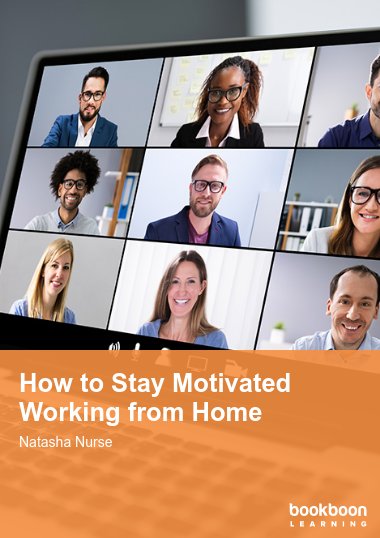 How to Stay Motivated
Working from Home
Natasha Nurse
bookboon
LEARNING